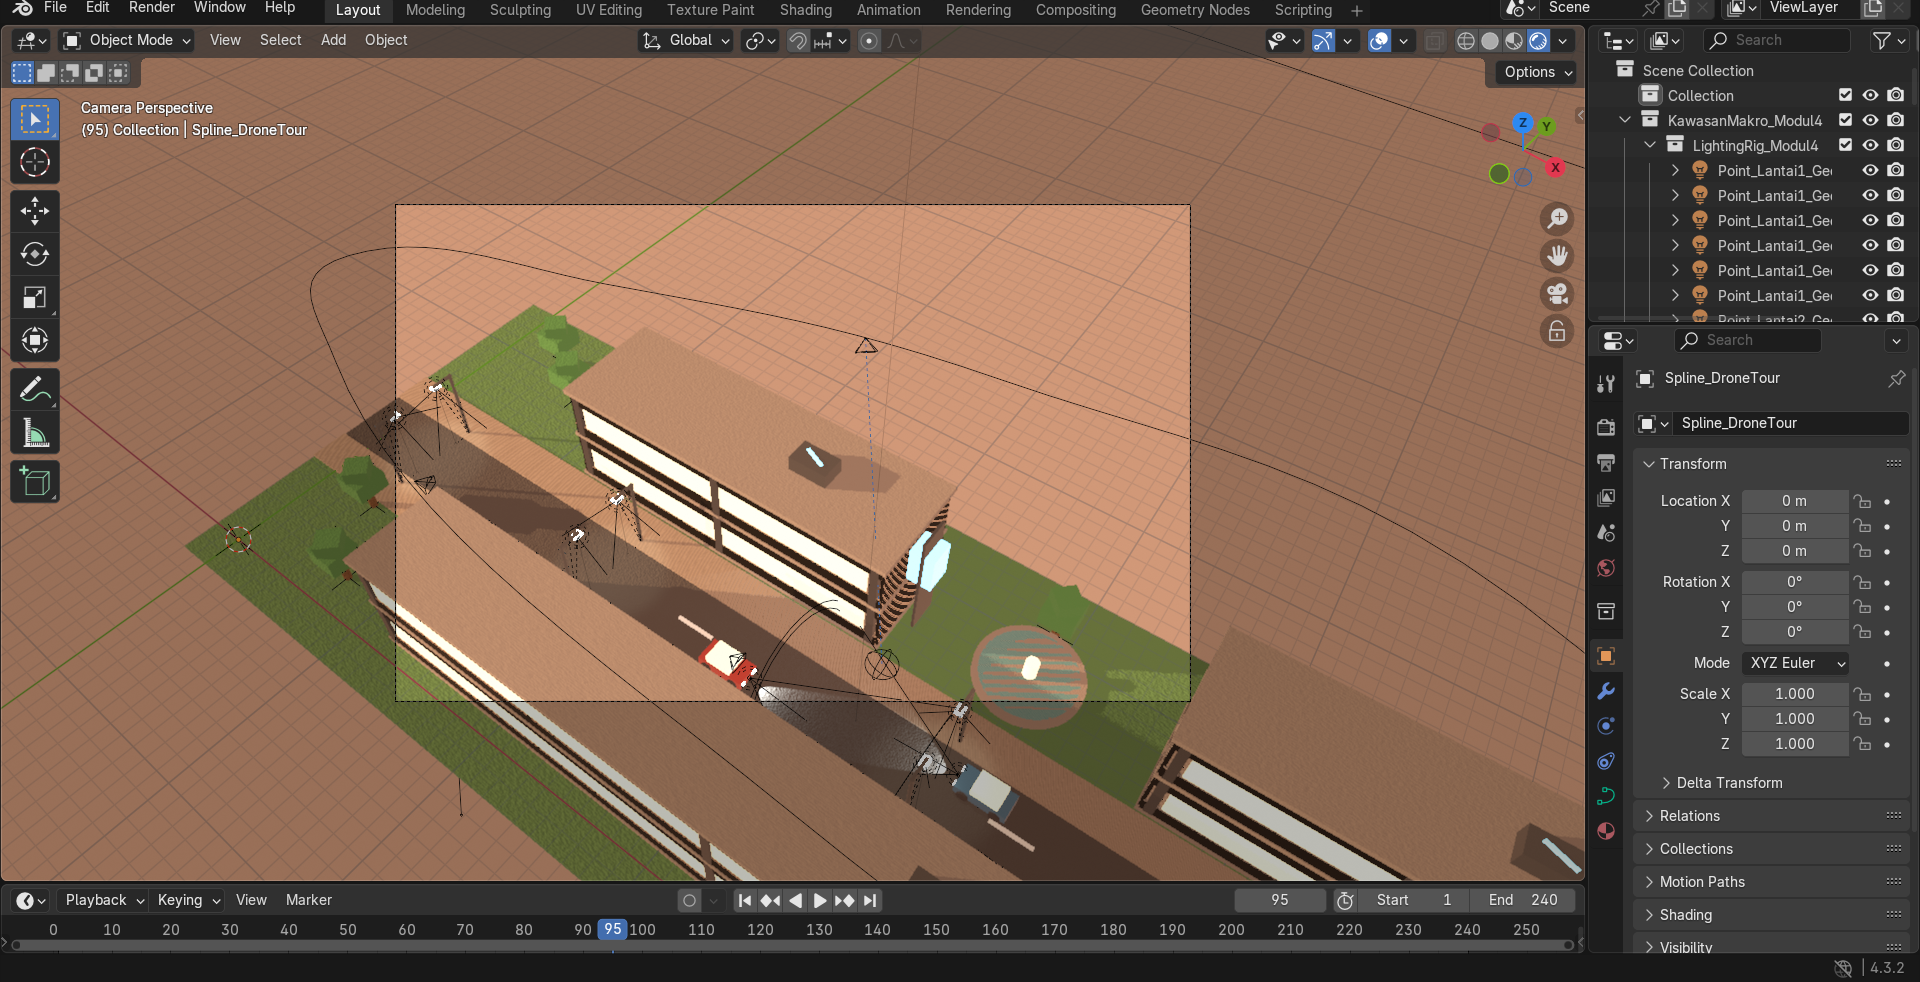 File Edit Render Window Help
Layout Modeling Sculpting UV Editing Texture Paint Shading Animation Rendering Compositing Geometry Nodes Scripting
Scene ViewLayer
Object Mode View Select Add Object Global
Search
Options
Camera Perspective
(95) Collection | Spline_DroneTour
Z Y X
Scene Collection
Collection
KawasanMakro_Modul4
LightingRig_Modul4
Point_Lantai1_Ge
Point_Lantai1_Ge
Point_Lantai1_Ge
Point_Lantai1_Ge
Point_Lantai1_Ge
Point_Lantai1_Ge
Point_Lantai2_Ge
Search
Spline_DroneTour
Spline_DroneTour
Transform
Location X 0 m
Y 0 m
Z 0 m
Rotation X 0°
Y 0°
Z 0°
Mode XYZ Euler
Scale X 1.000
Y 1.000
Z 1.000
Delta Transform
Relations
Collections
Motion Paths
Shading
Visibility
Playback Keying View Marker
95 Start 1 End 240
0 10 20 30 40 50 60 70 80 90 95 100 110 120 130 140 150 160 170 180 190 200 210 220 230 240 250
4.3.2